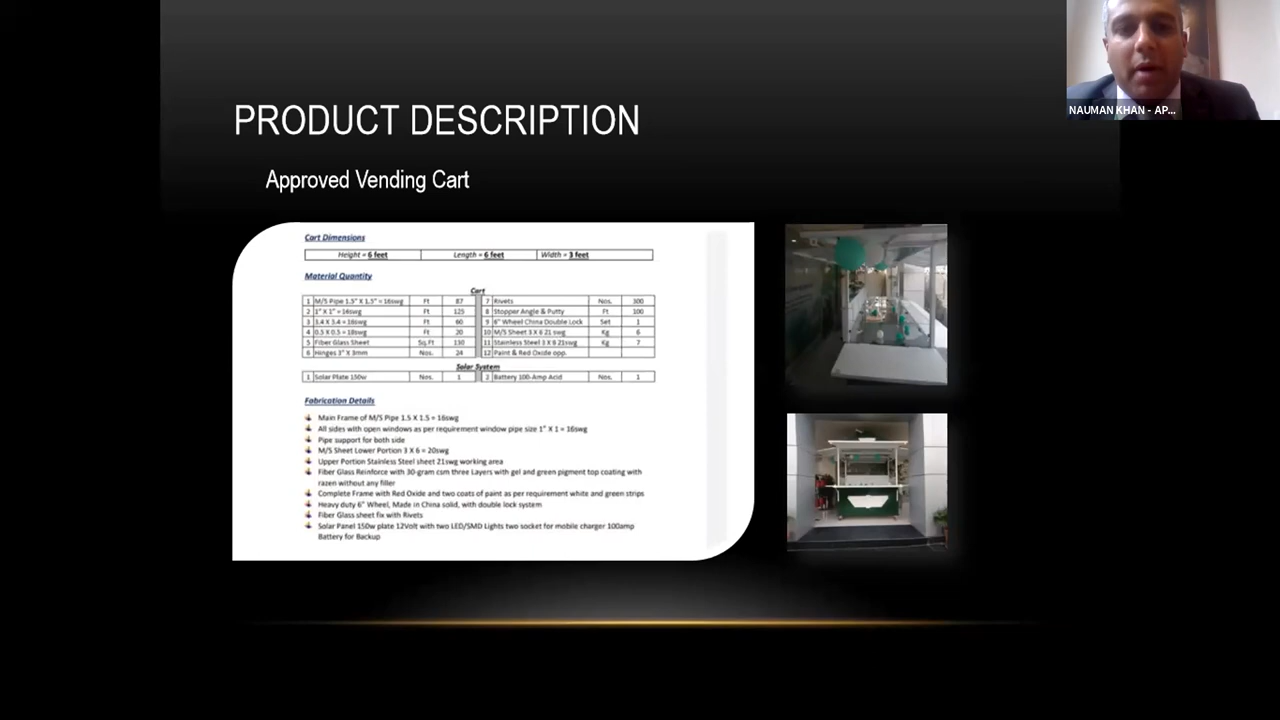 NAUMAN KHAN - AP...
PRODUCT DESCRIPTION
Approved Vending Cart
Cart Dimensions
Height = 6 feet Length = 6 feet Width = 3 feet
Material Quantity
Cart
1 M/S Pipe 1.5" X 1.5" = 16swg Ft 87 7 Rivets Nos. 300
2 1" X 1" = 16swg Ft 125 8 Stopper Angle & Putty Ft 100
3 3.4 X 3.4 = 16swg Ft 60 9 6" Wheel China Double Lock Set 1
4 0.5 X 0.5 = 18swg Ft 20 10 M/S Sheet 3 X 6 21 swg Kg 6
5 Fiber Glass Sheet Sq.Ft 130 11 Stainless Steel 3 X 8 21swg Kg 7
6 Hinges 3" X 3mm Nos. 24 12 Paint & Red Oxide opp.
Solar System
1 Solar Plate 150w Nos. 1 2 Battery 100-Amp Acid Nos. 1
Fabrication Details
Main Frame of M/S Pipe 1.5 X 1.5 = 16swg
All sides with open windows as per requirement window pipe size 1" X 1 = 16swg
Pipe support for both side
M/S Sheet Lower Portion 3 X 6 = 20swg
Upper Portion Stainless Steel sheet 21swg working area
Fiber Glass Reinforce with 30-gram csm three Layers with gel and green pigment top coating with
razen without any filler
Complete Frame with Red Oxide and two coats of paint as per requirement white and green strips
Heavy duty 6" Wheel, Made in China solid, with double lock system
Fiber Glass sheet fix with Rivets
Solar Panel 150w plate 12Volt with two LED/SMD Lights two socket for mobile charger 100amp
Battery for Backup